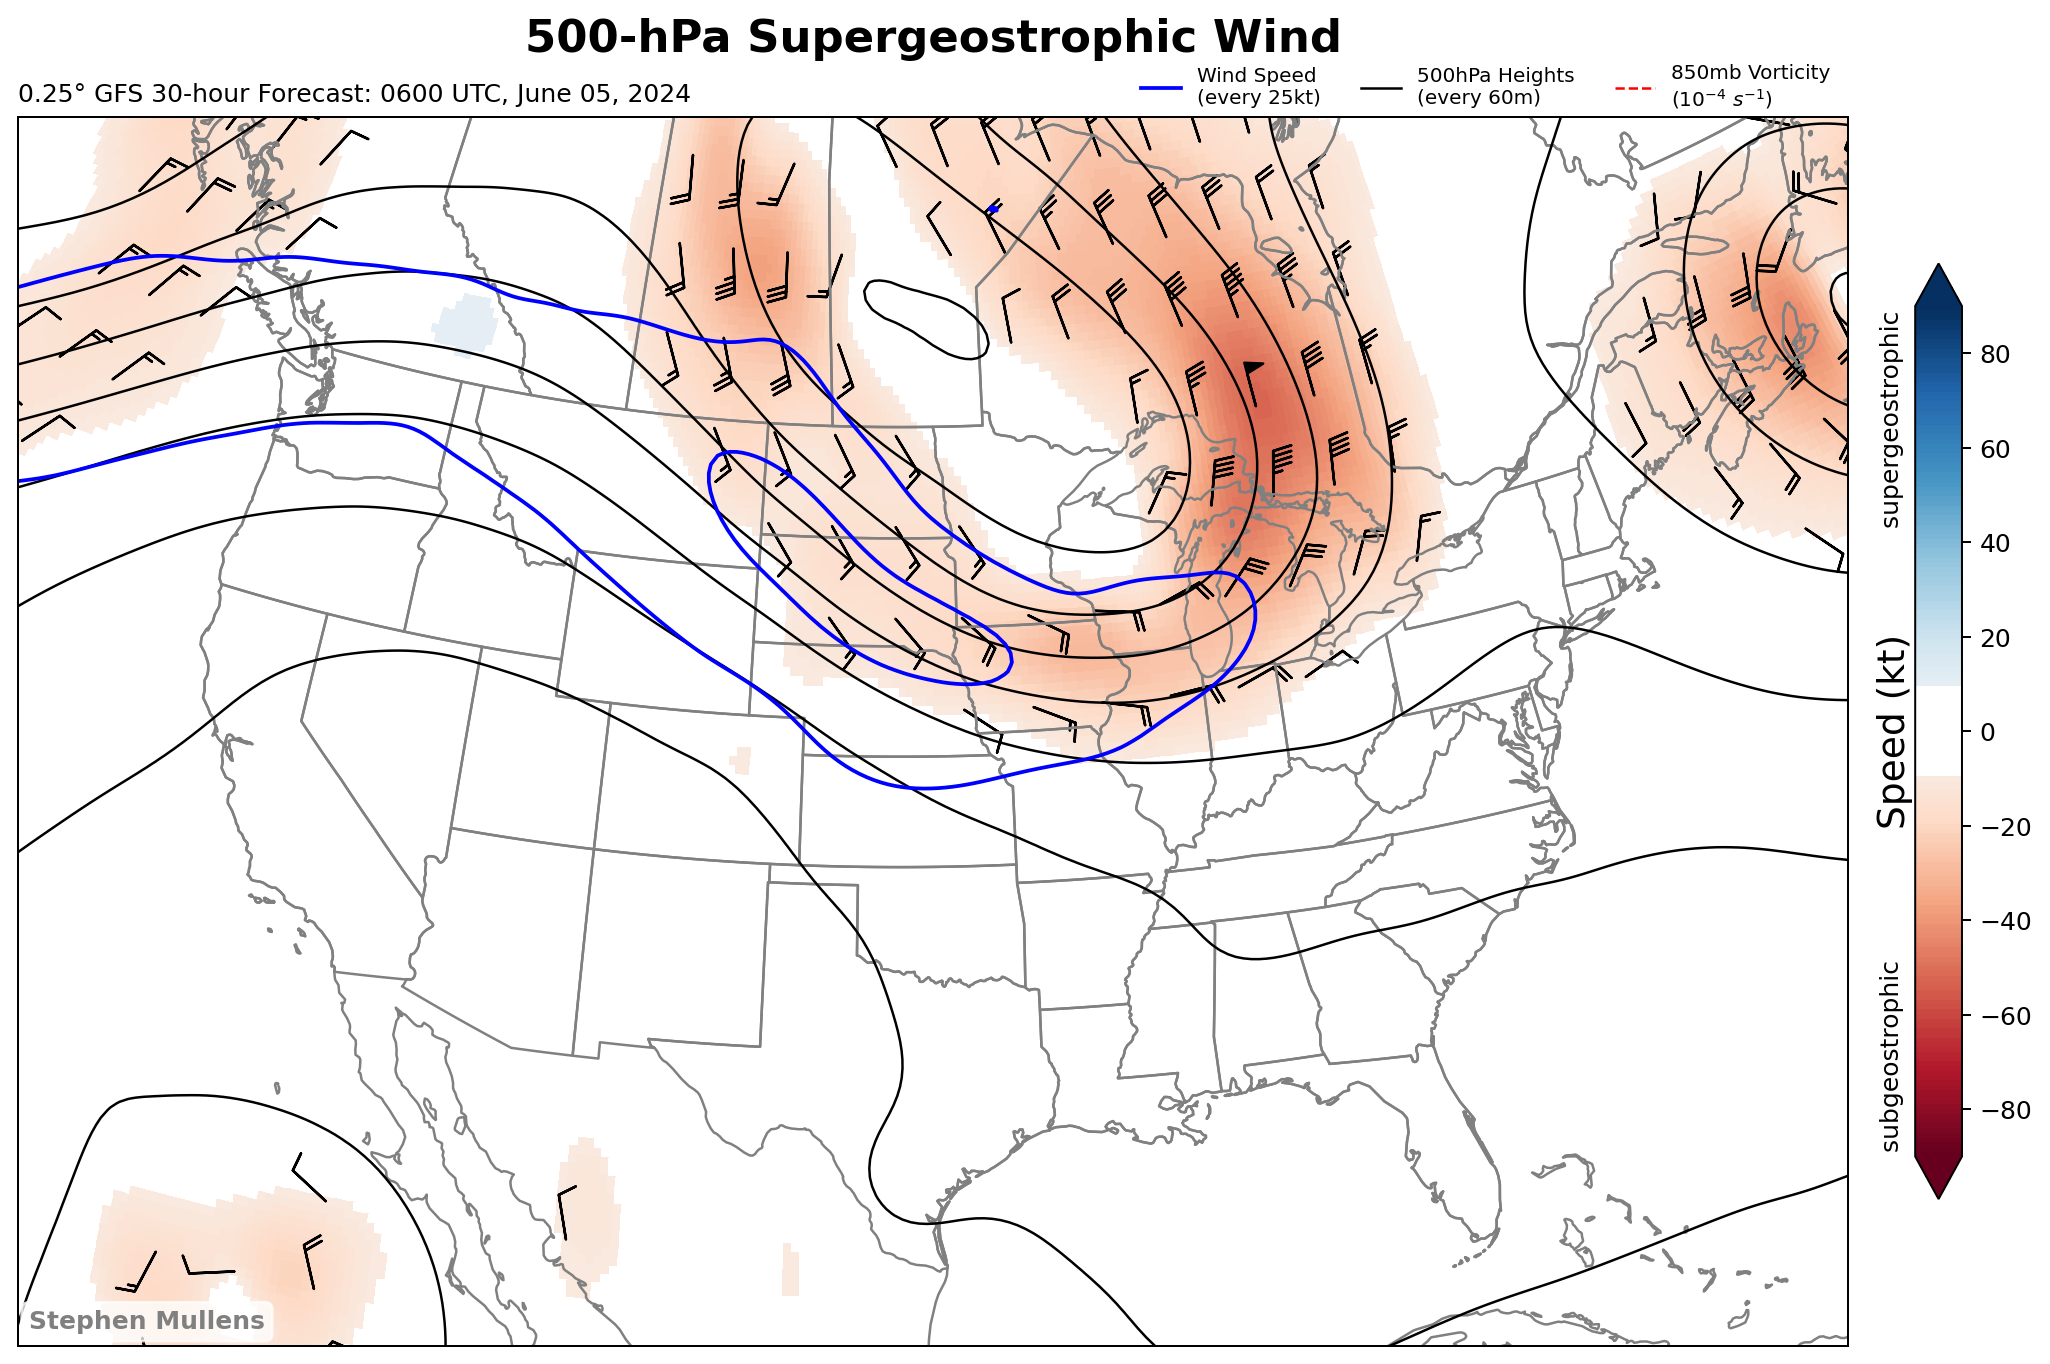 500-hPa Supergeostrophic Wind
0.25° GFS 30-hour Forecast: 0600 UTC, June 05, 2024
Wind Speed
(every 25kt)
500hPa Heights
(every 60m)
850mb Vorticity
(10⁻⁴ s⁻¹)
supergeostrophic
Speed (kt)
subgeostrophic
80
60
40
20
0
−20
−40
−60
−80
Stephen Mullens